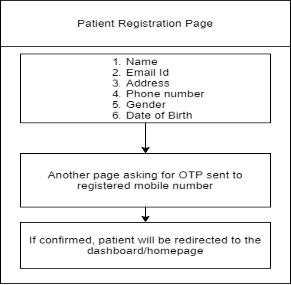 Patient Registration Page
1. Name
2. Email Id
3. Address
4. Phone number
5. Gender
6. Date of Birth
Another page asking for OTP sent to
registered mobile number
If confirmed, patient will be redirected to the
dashboard/homepage